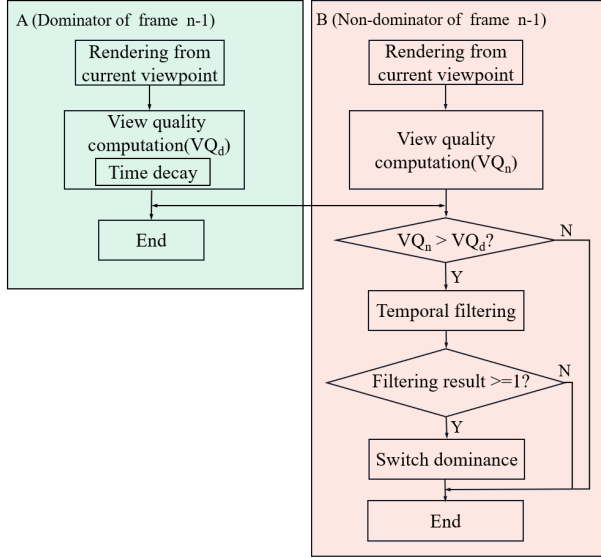 A (Dominator of frame n-1)
Rendering from
current viewpoint
View quality
computation(VQd)
Time decay
End
B (Non-dominator of frame n-1)
Rendering from
current viewpoint
View quality
computation(VQn)
VQn > VQd?
N
Y
Temporal filtering
Filtering result >=1?
N
Y
Switch dominance
End